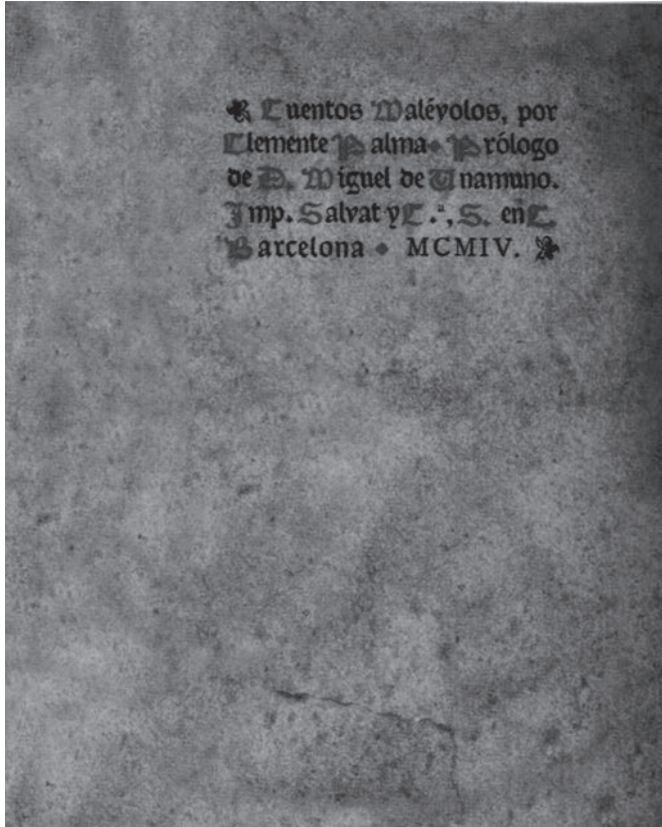 Cuentos Malévolos, por
Clemente Palma • Prólogo
de D. Miguel de Unamuno.
Imp. Salvat y C.ª, S. en C.
Barcelona • MCMIV.